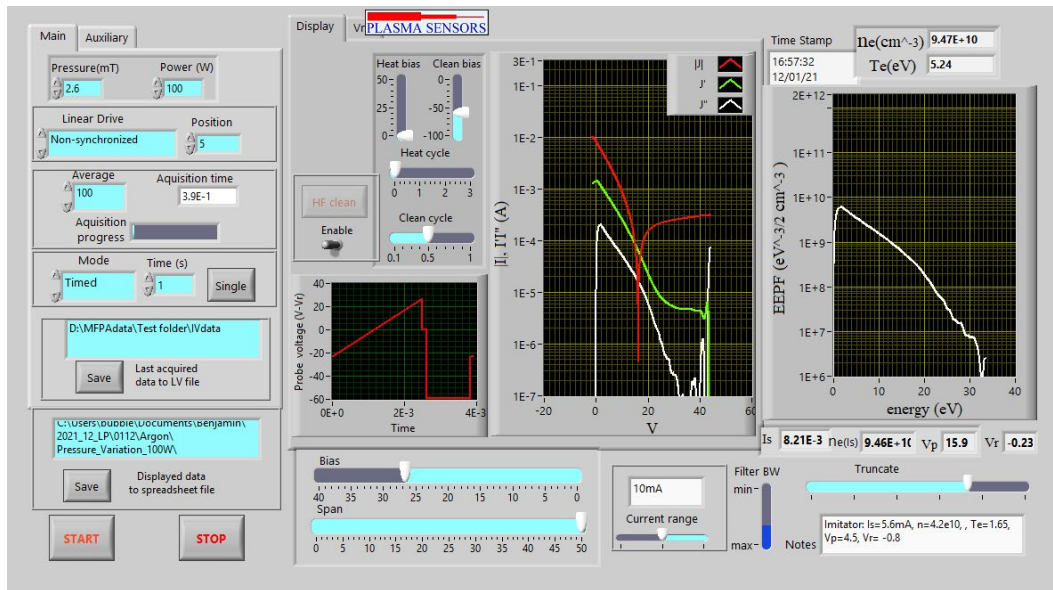 Main
Auxiliary
Pressure(mT)
Power (W)
2.6
100
Linear Drive
Position
Non-synchronized
5
Average
Aquisition time
100
3.9E-1
Aquisition
progress
Mode
Time (s)
Timed
1
Single
D:\MFPAdata\Test folder\IVdata
Save
Last acquired
data to LV file
C:\Users\bubble\Documents\Benjamin\
2021_12_LP\0112\Argon\
Pressure_Variation_100W\
Save
Displayed data
to spreadsheet file
START
STOP
Display
PLASMA SENSORS
Heat bias
Clean bias
50-
25-
0-
0-
-50-
-100-
Heat cycle
0 1 2 3
HF clean
Enable
Clean cycle
0.1 0.5 1
Probe voltage (V-Vr)
40-
20-
0-
-20-
-40-
-60-
0E+0 2E-3 4E-3
Time
|I|, I'I" (A)
|J|
J'
J"
3E-1-
1E-1-
1E-2-
1E-3-
1E-4-
1E-5-
1E-6-
1E-7-
-20 0 20 40 60
V
Time Stamp
16:57:32
12/01/21
ne(cm^-3) 9.47E+10
Te(eV) 5.24
EEPF (eV^-3/2 cm^-3 )
2E+12-
1E+11-
1E+10-
1E+9-
1E+8-
1E+7-
1E+6-
0 10 20 30 40
energy (eV)
Is 8.21E-3 ne(Is) 9.46E+1( Vp 15.9 Vr -0.23
Bias
40 35 30 25 20 15 10 5 0
Span
0 5 10 15 20 25 30 35 40 45 50
10mA
Current range
Filter BW
min-
max-
Truncate
Notes
Imitator: Is=5.6mA, n=4.2e10, , Te=1.65,
Vp=4.5, Vr= -0.8